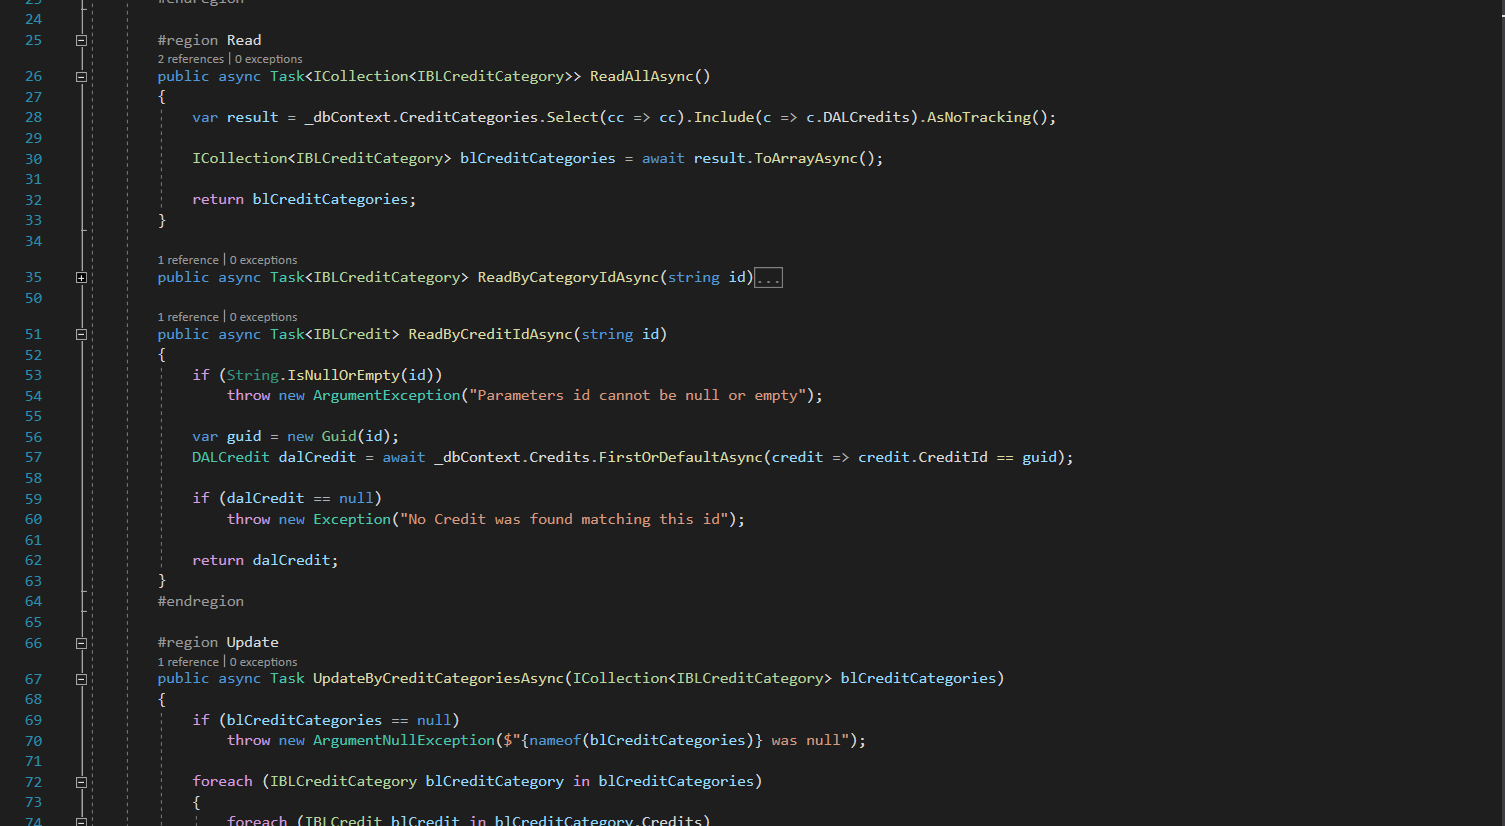 23 #endregion
24
25 #region Read
2 references | 0 exceptions
26 public async Task<ICollection<IBLCreditCategory>> ReadAllAsync()
27 {
28 var result = _dbContext.CreditCategories.Select(cc => cc).Include(c => c.DALCredits).AsNoTracking();
29
30 ICollection<IBLCreditCategory> blCreditCategories = await result.ToArrayAsync();
31
32 return blCreditCategories;
33 }
34
1 reference | 0 exceptions
35 public async Task<IBLCreditCategory> ReadByCategoryIdAsync(string id)...
50
1 reference | 0 exceptions
51 public async Task<IBLCredit> ReadByCreditIdAsync(string id)
52 {
53 if (String.IsNullOrEmpty(id))
54 throw new ArgumentException("Parameters id cannot be null or empty");
55
56 var guid = new Guid(id);
57 DALCredit dalCredit = await _dbContext.Credits.FirstOrDefaultAsync(credit => credit.CreditId == guid);
58
59 if (dalCredit == null)
60 throw new Exception("No Credit was found matching this id");
61
62 return dalCredit;
63 }
64 #endregion
65
66 #region Update
1 reference | 0 exceptions
67 public async Task UpdateByCreditCategoriesAsync(ICollection<IBLCreditCategory> blCreditCategories)
68 {
69 if (blCreditCategories == null)
70 throw new ArgumentNullException($"{nameof(blCreditCategories)} was null");
71
72 foreach (IBLCreditCategory blCreditCategory in blCreditCategories)
73 {
74 foreach (IBLCredit blCredit in blCreditCategory.Credits)